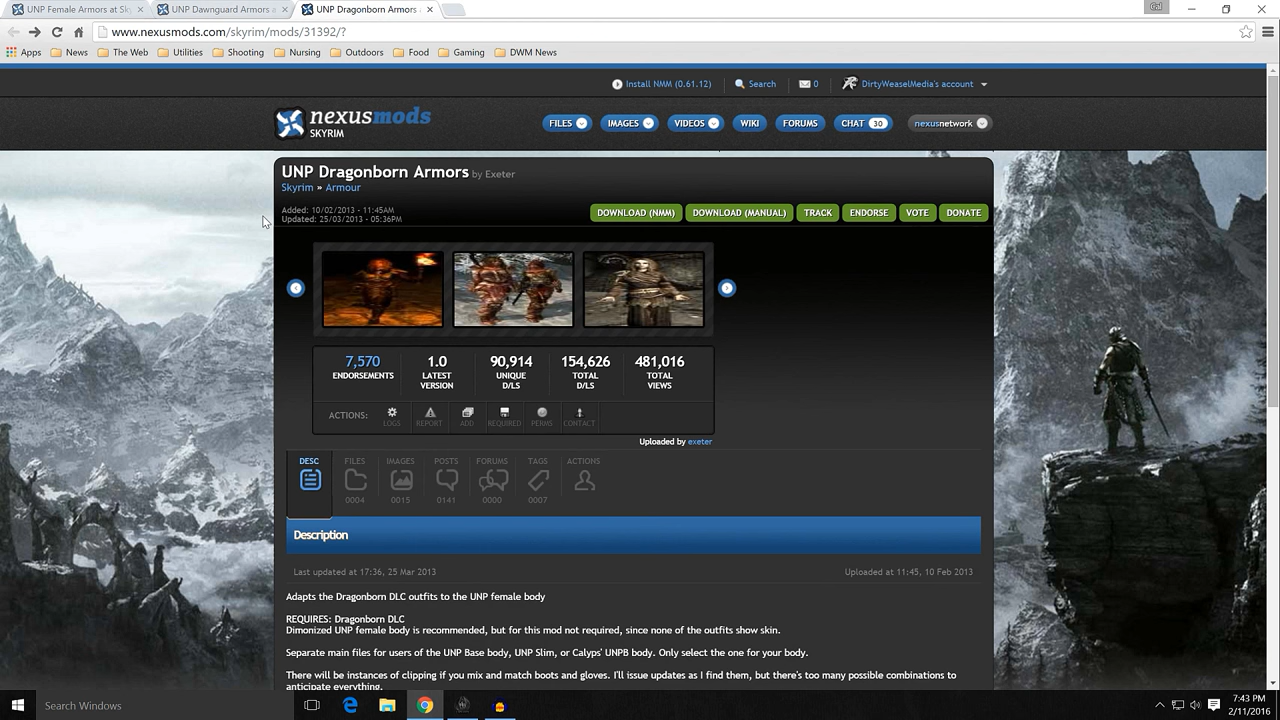 UNP Female Armors at Sk
UNP Dawnguard Armors a
UNP Dragonborn Armors
Cal
www.nexusmods.com/skyrim/mods/31392/?
Apps News The Web Utilities Shooting Nursing Outdoors Food Gaming DWM News
Install NMM (0.61.12) Search 0 DirtyWeaselMedia's account
nexusmods
SKYRIM
FILES IMAGES VIDEOS WIKI FORUMS CHAT 30 nexusnetwork
UNP Dragonborn Armors by Exeter
Skyrim » Armour
Added: 10/02/2013 - 11:45AM
Updated: 25/03/2013 - 05:36PM
DOWNLOAD (NMM) DOWNLOAD (MANUAL) TRACK ENDORSE VOTE DONATE
7,570 1.0 90,914 154,626 481,016
ENDORSEMENTS LATEST UNIQUE TOTAL TOTAL
VERSION D/LS D/LS VIEWS
ACTIONS: LOGS REPORT ADD REQUIRED PERMS CONTACT
Uploaded by exeter
DESC FILES IMAGES POSTS FORUMS TAGS ACTIONS
0004 0015 0141 0000 0007
Description
Last updated at 17:36, 25 Mar 2013 Uploaded at 11:45, 10 Feb 2013
Adapts the Dragonborn DLC outfits to the UNP female body
REQUIRES: Dragonborn DLC
Dimonized UNP female body is recommended, but for this mod not required, since none of the outfits show skin.
Separate main files for users of the UNP Base body, UNP Slim, or Calyps' UNPB body. Only select the one for your body.
There will be instances of clipping if you mix and match boots and gloves. I'll issue updates as I find them, but there's too many possible combinations to
anticipate everything.
Search Windows
7:43 PM
2/11/2016